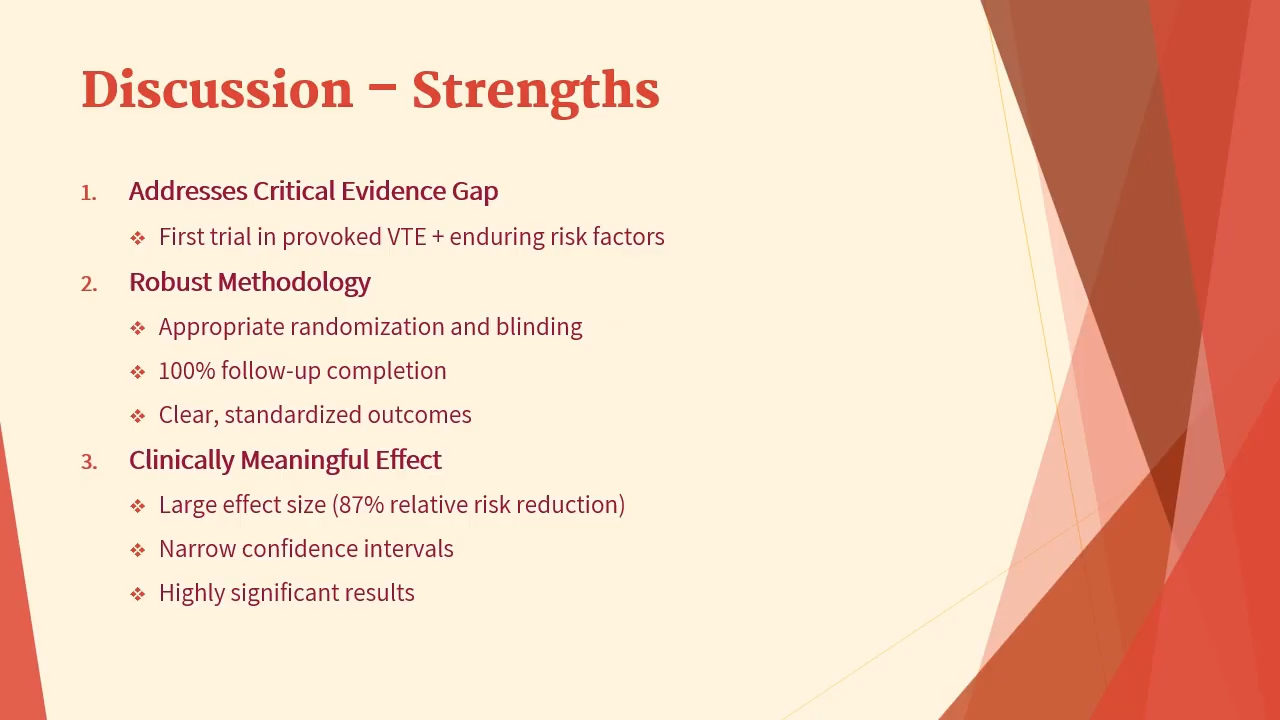 Discussion – Strengths
1. Addresses Critical Evidence Gap
❖ First trial in provoked VTE + enduring risk factors
2. Robust Methodology
❖ Appropriate randomization and blinding
❖ 100% follow-up completion
❖ Clear, standardized outcomes
3. Clinically Meaningful Effect
❖ Large effect size (87% relative risk reduction)
❖ Narrow confidence intervals
❖ Highly significant results